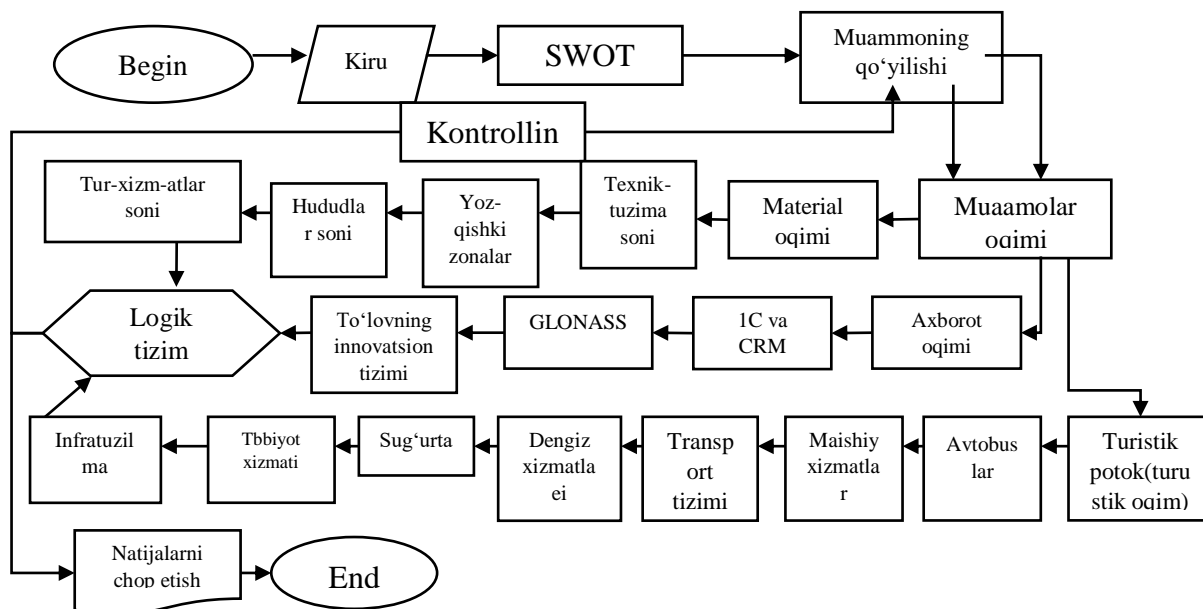 Begin
Kiru
SWOT
Muammoning
qo‘yilishi
Kontrollin
Tur-xizm-atlar
soni
Hududla
r soni
Yoz-
qishki
zonalar
Texnik-
tuzima
soni
Material
oqimi
Muaamolar
oqimi
Logik
tizim
To‘lovning
innovatsion
tizimi
GLONASS
1C va
CRM
Axborot
oqimi
Infratuzil
ma
Tbbiyot
xizmati
Sug‘urta
Dengiz
xizmatla
ei
Transp
ort
tizimi
Maishiy
xizmatla
r
Avtobus
lar
Turistik
potok(turu
stik oqim)
Natijalarni
chop etish
End